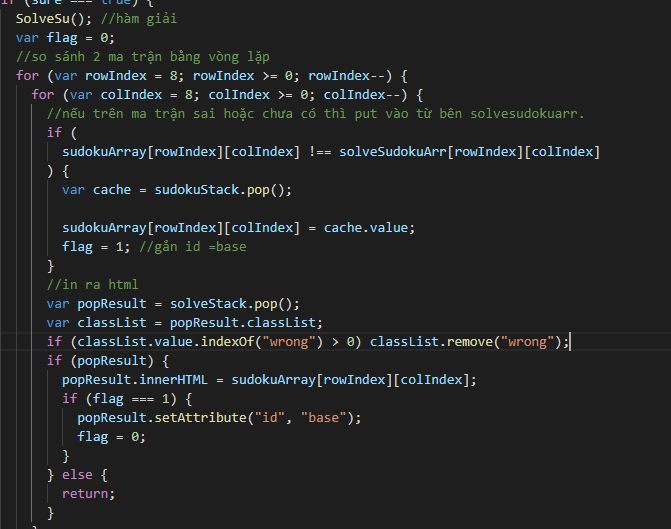 if (sure === true) {
SolveSu(); //hàm giải
var flag = 0;
//so sánh 2 ma trận bằng vòng lặp
for (var rowIndex = 8; rowIndex >= 0; rowIndex--) {
for (var colIndex = 8; colIndex >= 0; colIndex--) {
//nếu trên ma trận sai hoặc chưa có thì put vào từ bên solvesudokuarr.
if (
sudokuArray[rowIndex][colIndex] !== solveSudokuArr[rowIndex][colIndex]
) {
var cache = sudokuStack.pop();
sudokuArray[rowIndex][colIndex] = cache.value;
flag = 1; //gắn id =base
}
//in ra html
var popResult = solveStack.pop();
var classList = popResult.classList;
if (classList.value.indexOf("wrong") > 0) classList.remove("wrong");
if (popResult) {
popResult.innerHTML = sudokuArray[rowIndex][colIndex];
if (flag === 1) {
popResult.setAttribute("id", "base");
flag = 0;
}
} else {
return;
}
}